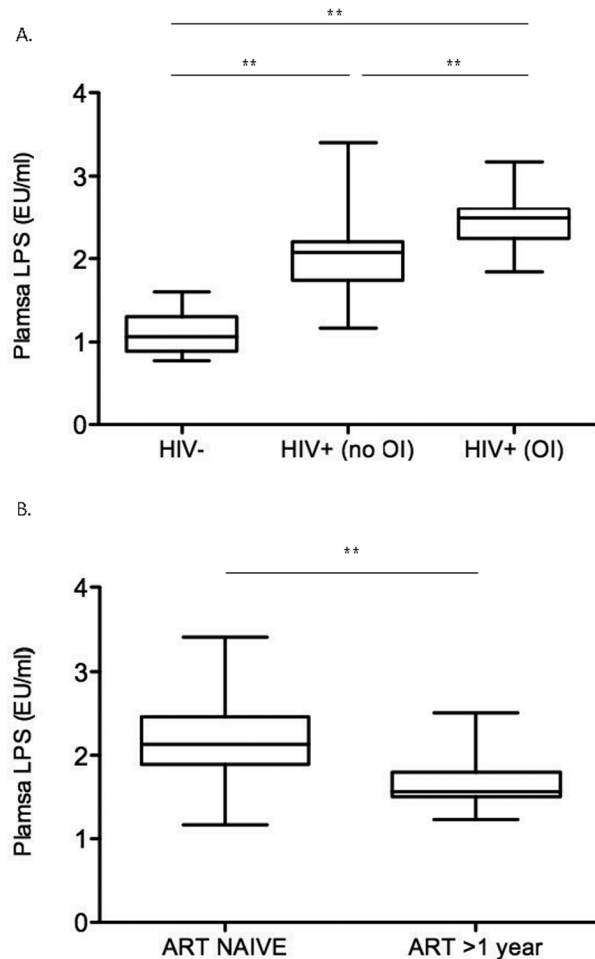 A.
**
** **
Plamsa LPS (EU/ml)
4
3
2
1
0
HIV- HIV+ (no OI) HIV+ (OI)
B.
**
Plamsa LPS (EU/ml)
4
3
2
1
0
ART NAIVE ART >1 year